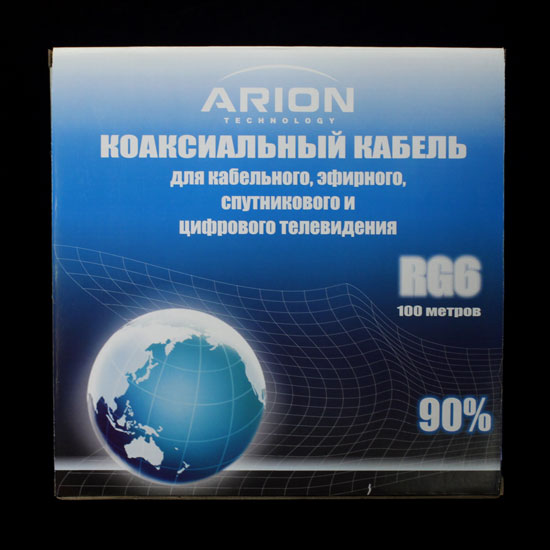 ARION
TECHNOLOGY
КОАКСИАЛЬНЫЙ КАБЕЛЬ
для кабельного, эфирного,
спутникового и
цифрового телевидения
RG6
100 метров
90%